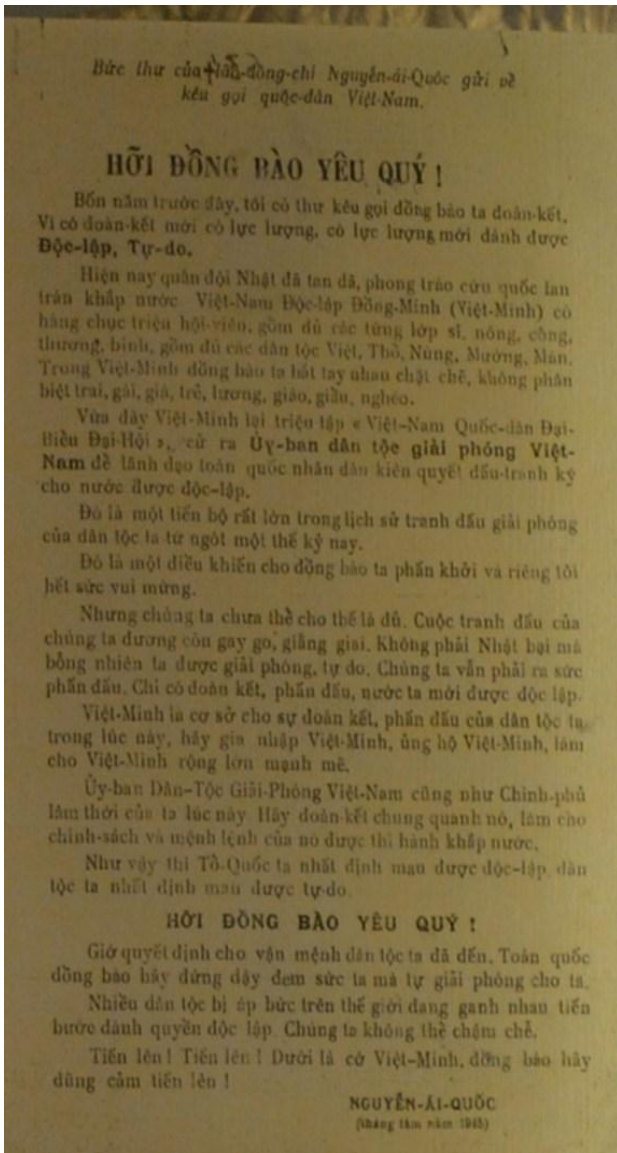 Bức thư của đồng-chí Nguyễn-ái-Quốc gửi về
kêu gọi quốc-dân Việt-Nam.
HỠI ĐỒNG BÀO YÊU QUÝ !
Bốn năm trước đây, tôi có thư kêu gọi đồng bào ta đoàn-kết.
Vì có đoàn-kết mới có lực lượng, có lực lượng mới dành được
Độc-lập, Tự-do.
Hiện nay quân đội Nhật đã tan dã, phong trào cứu quốc lan
tràn khắp nước Việt-Nam Độc-lập Đồng-Minh (Việt-Minh) có
hàng chục triệu hội-viên, gồm đủ các từng lớp sĩ, nông, công,
thương, binh, gồm đủ các dân tộc Việt, Thổ, Nùng, Mường, Mán.
Trong Việt-Minh đồng bào ta bắt tay nhau chặt chẽ, không phân
biệt trai, gái, già, trẻ, lương, giáo, giầu, nghèo.
Vừa đây Việt-Minh lại triệu tập « Việt-Nam Quốc-dân Đại-
Biểu Đại-Hội », cử ra Ủy-ban dân tộc giải phóng Việt-
Nam để lãnh đạo toàn quốc nhân dân kiên quyết đấu-tranh kỳ
cho nước được độc-lập.
Đó là một tiến bộ rất lớn trong lịch sử tranh đấu giải phóng
của dân tộc ta từ ngót một thế kỷ nay.
Đó là một điều khiến cho đồng bào ta phấn khởi và riêng tôi
hết sức vui mừng.
Nhưng chúng ta chưa thể cho thế là đủ. Cuộc tranh đấu của
chúng ta đương còn gay go, giằng giai. Không phải Nhật bại mà
bỗng nhiên ta được giải phóng, tự do. Chúng ta vẫn phải ra sức
phấn đấu. Chỉ có đoàn kết, phấn đấu, nước ta mới được độc lập.
Việt-Minh là cơ sở cho sự đoàn kết, phấn đấu của dân tộc ta
trong lúc này, hãy gia nhập Việt-Minh, ủng hộ Việt-Minh, làm
cho Việt-Minh rộng lớn mạnh mẽ.
Ủy-ban Dân-Tộc Giải-Phóng Việt-Nam cũng như Chính-phủ
lâm thời của ta lúc này. Hãy đoàn-kết chung quanh nó, làm cho
chính-sách và mệnh lệnh của nó được thi hành khắp nước.
Như vậy thì Tổ-Quốc ta nhất định mau được độc-lập dân
tộc ta nhất định mau được tự-do.
HỠI ĐỒNG BÀO YÊU QUÝ !
Giờ quyết định cho vận mệnh dân tộc ta đã đến. Toàn quốc
đồng bào hãy đứng dậy đem sức ta mà tự giải phóng cho ta.
Nhiều dân tộc bị áp bức trên thế giới đang ganh nhau tiến
bước dành quyền độc lập. Chúng ta không thể chậm chễ.
Tiến lên ! Tiến lên ! Dưới lá cờ Việt-Minh, đồng bào hãy
dũng cảm tiến lên !
NGUYỄN-ÁI-QUỐC
(tháng tám năm 1945)